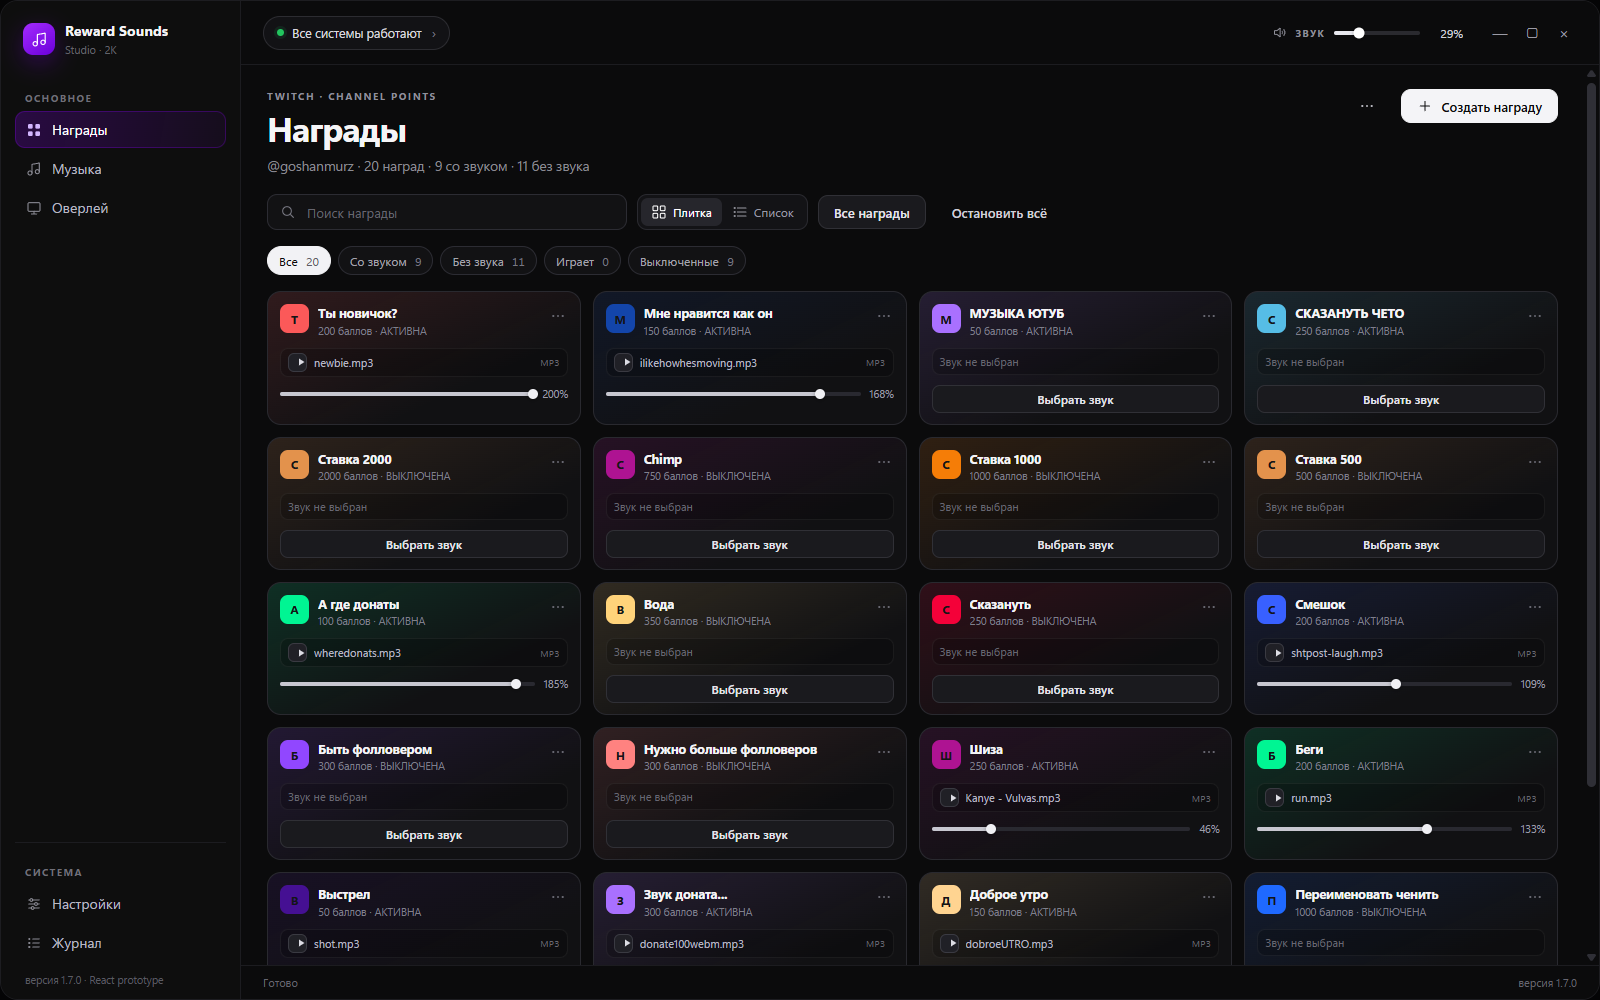 Reward Sounds
Studio · 2K
ОСНОВНОЕ
Награды
Музыка
Оверлей
СИСТЕМА
Настройки
Журнал
версия 1.7.0 · React prototype
Все системы работают ›
ЗВУК 29%
TWITCH · CHANNEL POINTS
Награды
@goshanmurz · 20 наград · 9 со звуком · 11 без звука
Создать награду
Поиск награды
Плитка Список
Все награды
Остановить всё
Все 20 Со звуком 9 Без звука 11 Играет 0 Выключенные 9
Т Ты новичок?
200 баллов · АКТИВНА
newbie.mp3 MP3
200%
М Мне нравится как он
150 баллов · АКТИВНА
ilikehowhesmoving.mp3 MP3
168%
М МУЗЫКА ЮТУБ
50 баллов · АКТИВНА
Звук не выбран
Выбрать звук
С СКАЗАНУТЬ ЧЕТО
250 баллов · АКТИВНА
Звук не выбран
Выбрать звук
С Ставка 2000
2000 баллов · ВЫКЛЮЧЕНА
Звук не выбран
Выбрать звук
C Chimp
750 баллов · ВЫКЛЮЧЕНА
Звук не выбран
Выбрать звук
С Ставка 1000
1000 баллов · ВЫКЛЮЧЕНА
Звук не выбран
Выбрать звук
С Ставка 500
500 баллов · ВЫКЛЮЧЕНА
Звук не выбран
Выбрать звук
А А где донаты
100 баллов · АКТИВНА
wheredonats.mp3 MP3
185%
В Вода
350 баллов · ВЫКЛЮЧЕНА
Звук не выбран
Выбрать звук
С Сказануть
250 баллов · ВЫКЛЮЧЕНА
Звук не выбран
Выбрать звук
С Смешок
200 баллов · АКТИВНА
shtpost-laugh.mp3 MP3
109%
Б Быть фолловером
300 баллов · ВЫКЛЮЧЕНА
Звук не выбран
Выбрать звук
Н Нужно больше фолловеров
300 баллов · ВЫКЛЮЧЕНА
Звук не выбран
Выбрать звук
Ш Шиза
250 баллов · АКТИВНА
Kanye - Vulvas.mp3 MP3
46%
Б Беги
200 баллов · АКТИВНА
run.mp3 MP3
133%
В Выстрел
50 баллов · АКТИВНА
shot.mp3 MP3
З Звук доната...
300 баллов · АКТИВНА
donate100webm.mp3 MP3
Д Доброе утро
150 баллов · АКТИВНА
dobroeUTRO.mp3 MP3
П Переименовать ченить
1000 баллов · ВЫКЛЮЧЕНА
Звук не выбран
Готово
версия 1.7.0